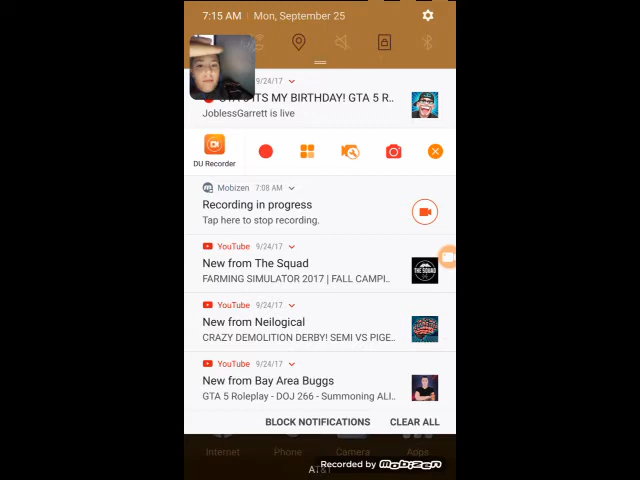 7:15 AM | Mon, September 25
9/24/17
ITS MY BIRTHDAY! GTA 5 R..
JoblessGarrett is live
DU Recorder
Mobizen 7:08 AM
Recording in progress
Tap here to stop recording.
YouTube 9/24/17
New from The Squad
FARMING SIMULATOR 2017 | FALL CAMPI..
THE SQUAD
YouTube 9/24/17
New from Neilogical
CRAZY DEMOLITION DERBY! SEMI VS PIGE..
YouTube 9/24/17
New from Bay Area Buggs
GTA 5 Roleplay - DOJ 266 - Summoning ALI..
BLOCK NOTIFICATIONS CLEAR ALL
Internet Phone Camera Apps
Recorded by mobizen
AT&T